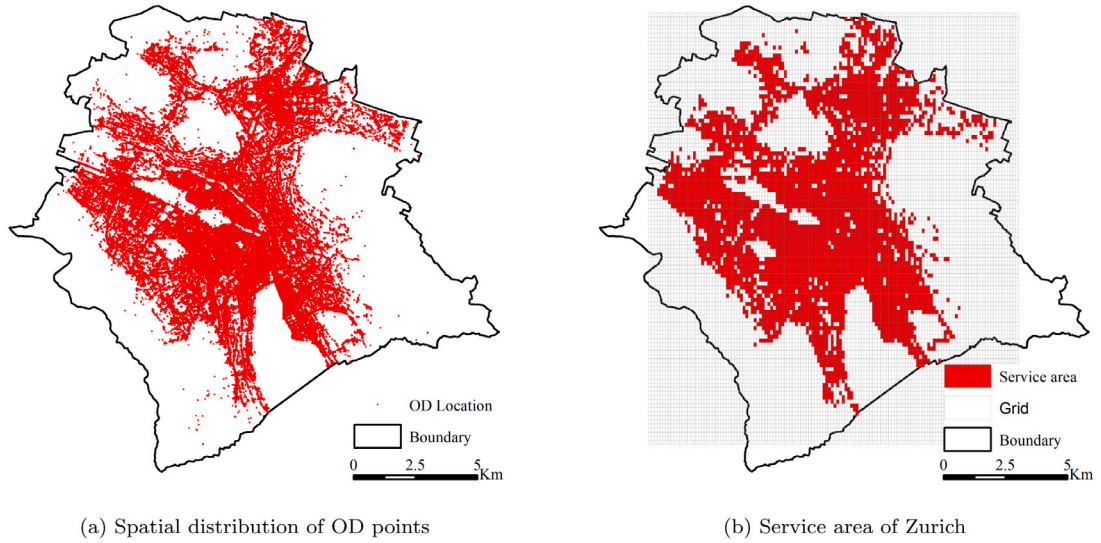 OD Location
Boundary
0 2.5 5
Km
Service area
Grid
Boundary
0 2.5 5
Km
(a) Spatial distribution of OD points
(b) Service area of Zurich